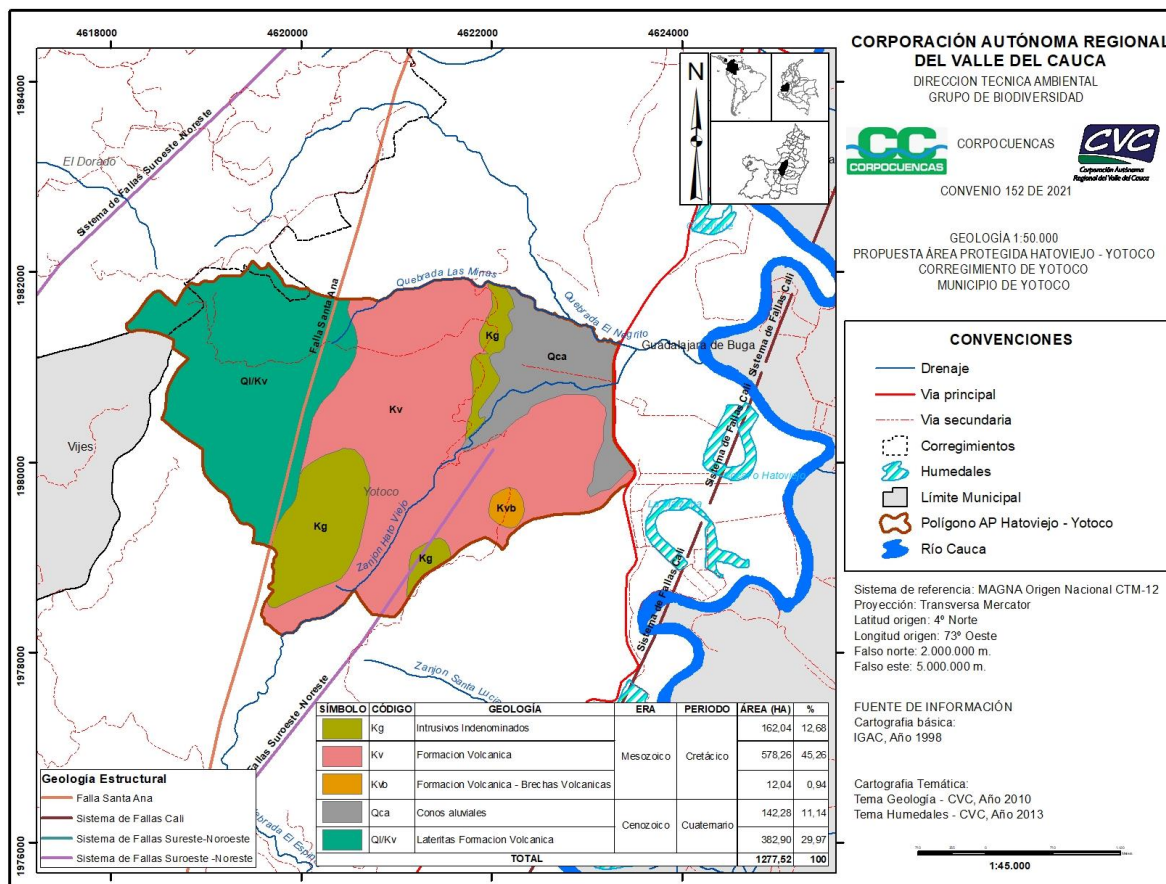 4618000
4620000
4622000
4624000
1984000
1982000
1980000
1978000
1976000
El Dorado
Sistema de Fallas Suroeste -Noreste
Falla Santa Ana
Quebrada Las Minas
Quebrada El Negrito
Guadalajara de Buga
Sistema de Fallas Cali
Sistema de Fallas Cali
Sistema de Fallas Cali
Ql/Kv
Kv
Kg
Qca
Kg
Kvb
Kg
Vijes
Yotoco
Zanjon Hato Viejo
Zanjon Santa Lucia
N
Geología Estructural
Falla Santa Ana
Sistema de Fallas Cali
Sistema de Fallas Sureste-Noroeste
Sistema de Fallas Suroeste -Noreste
SÍMBOLO CÓDIGO GEOLOGÍA ERA PERIODO ÁREA (HA) %
Kg Intrusivos Indenominados Mesozoico Cretácico 162,04 12,68
Kv Formacion Volcanica 578,26 45,26
Kvb Formacion Volcanica - Brechas Volcanicas 12,04 0,94
Qca Conos aluviales Cenozoico Cuaternario 142,28 11,14
Ql/Kv Lateritas Formacion Volcanica 382,90 29,97
TOTAL 1277,52 100
CORPORACIÓN AUTÓNOMA REGIONAL
DEL VALLE DEL CAUCA
DIRECCION TECNICA AMBIENTAL
GRUPO DE BIODIVERSIDAD
CC
CORPOCUENCAS
CORPOCUENCAS
CVC
Corporación Autónoma
Regional del Valle del Cauca
CONVENIO 152 DE 2021
GEOLOGÍA 1:50.000
PROPUESTA ÁREA PROTEGIDA HATOVIEJO - YOTOCO
CORREGIMIENTO DE YOTOCO
MUNICIPIO DE YOTOCO
CONVENCIONES
Drenaje
Via principal
Via secundaria
Corregimientos
Humedales
Límite Municipal
Polígono AP Hatoviejo - Yotoco
Río Cauca
Sistema de referencia: MAGNA Origen Nacional CTM-12
Proyección: Transversa Mercator
Latitud origen: 4º Norte
Longitud origen: 73º Oeste
Falso norte: 2.000.000 m.
Falso este: 5.000.000 m.
FUENTE DE INFORMACIÓN
Cartografia básica:
IGAC, Año 1998
Cartografía Temática:
Tema Geología - CVC, Año 2010
Tema Humedales - CVC, Año 2013
1:45.000